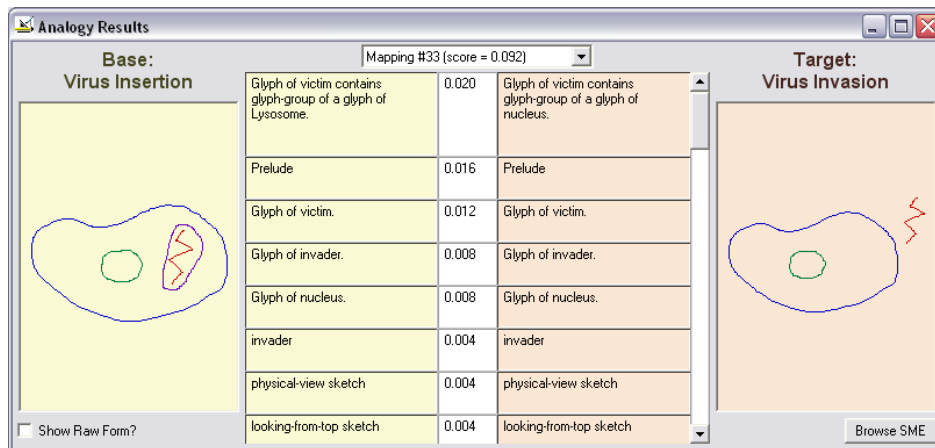 Analogy Results
Base:
Virus Insertion
Mapping #33 (score = 0.092)
Target:
Virus Invasion
Glyph of victim contains
glyph-group of a glyph of
Lysosome.
0.020
Glyph of victim contains
glyph-group of a glyph of
nucleus.
Prelude
0.016
Prelude
Glyph of victim.
0.012
Glyph of victim.
Glyph of invader.
0.008
Glyph of invader.
Glyph of nucleus.
0.008
Glyph of nucleus.
invader
0.004
invader
physical-view sketch
0.004
physical-view sketch
looking-from-top sketch
0.004
looking-from-top sketch
Show Raw Form?
Browse SME